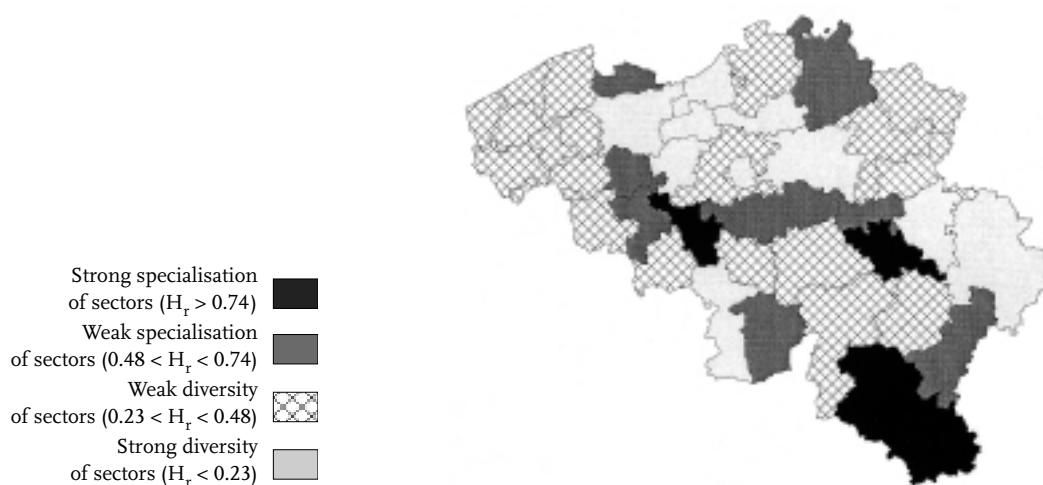 Strong specialisation
of sectors (Hr > 0.74)
Weak specialisation
of sectors (0.48 < Hr < 0.74)
Weak diversity
of sectors (0.23 < Hr < 0.48)
Strong diversity
of sectors (Hr < 0.23)